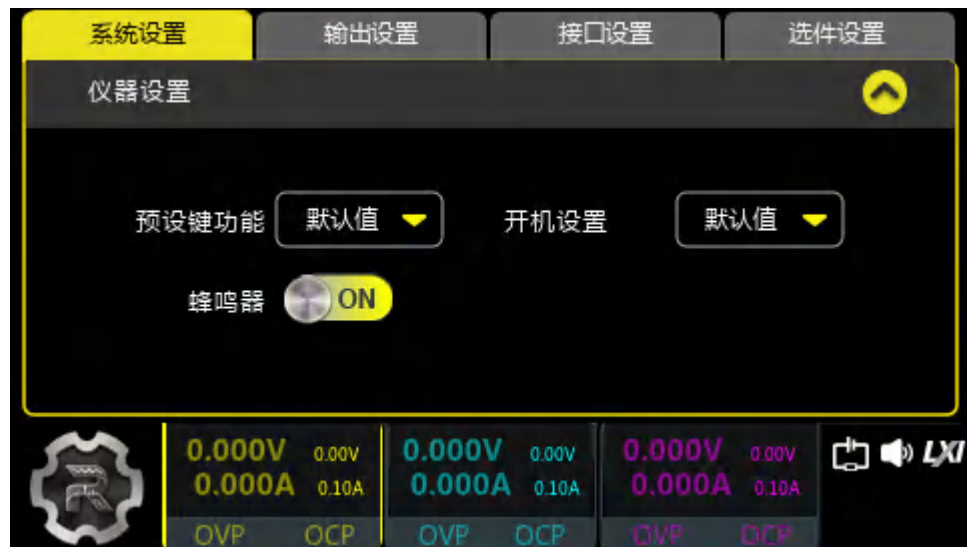 系统设置 输出设置 接口设置 选件设置
仪器设置
预设键功能 默认值 开机设置 默认值
蜂鸣器 ON
0.000V 0.00V 0.000V 0.00V 0.000V 0.00V
0.000A 0.10A 0.000A 0.10A 0.000A 0.10A
OVP OCP OVP OCP OVP OCP
LXI